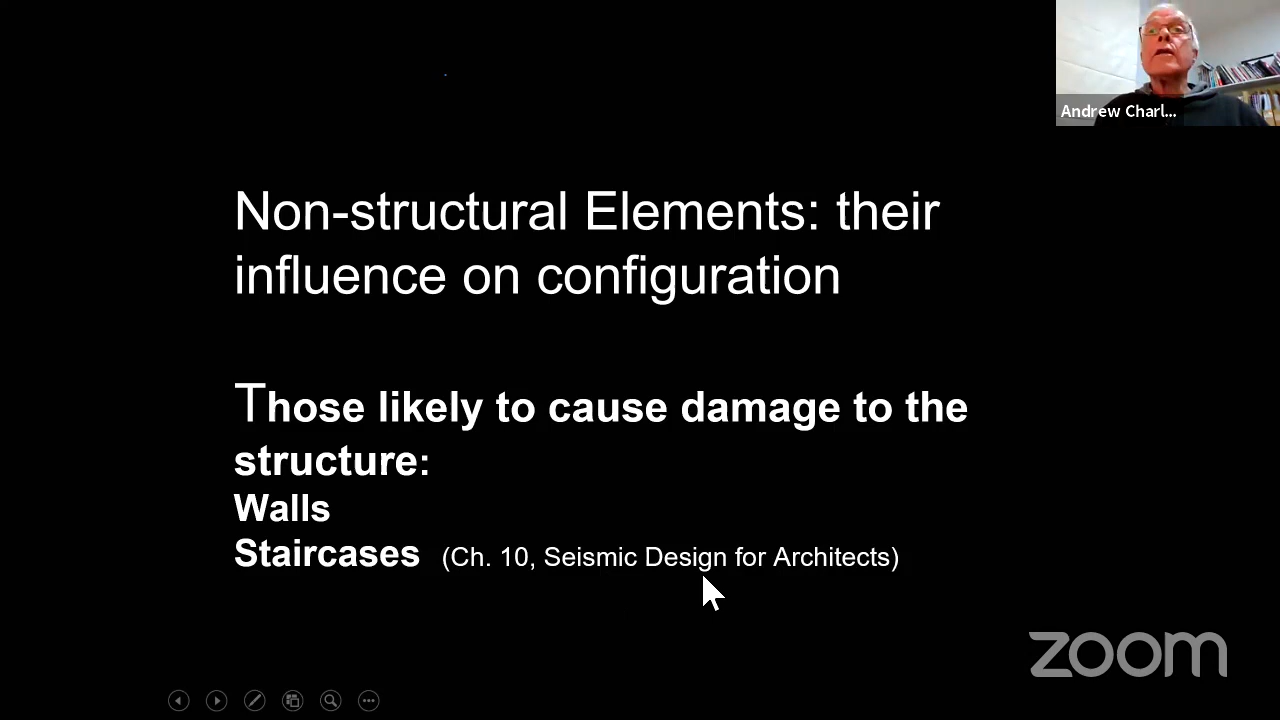 Andrew Charl...
Non-structural Elements: their
influence on configuration
Those likely to cause damage to the
structure:
Walls
Staircases (Ch. 10, Seismic Design for Architects)
zoom